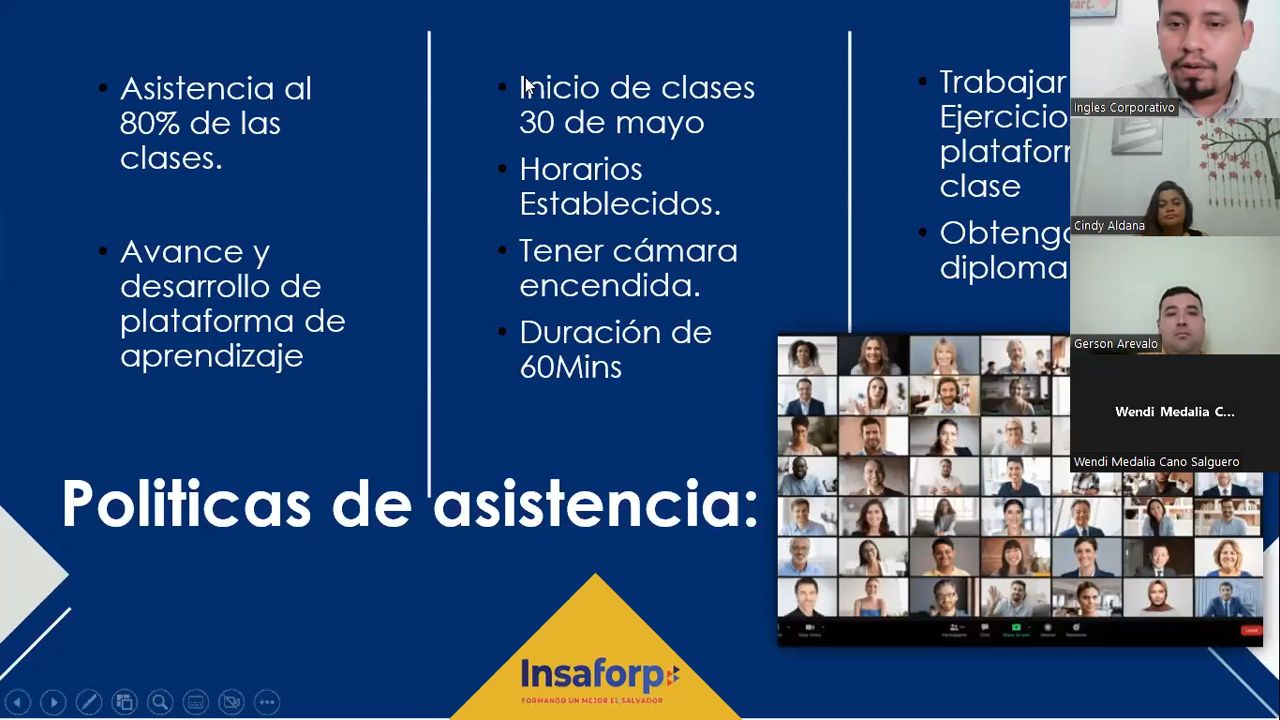 Asistencia al
80% de las
clases.
Avance y
desarrollo de
plataforma de
aprendizaje
Inicio de clases
30 de mayo
Horarios
Establecidos.
Tener cámara
encendida.
Duración de
60Mins
Trabajar
Ejercicio
platafor
clase
Obteng
diploma
Politicas de asistencia:
Insaforp
FORMANDO UN MEJOR EL SALVADOR
heart.
Ingles Corporativo
Cindy Aldana
Gerson Arevalo
Wendi Medalia C...
Wendi Medalia Cano Salguero